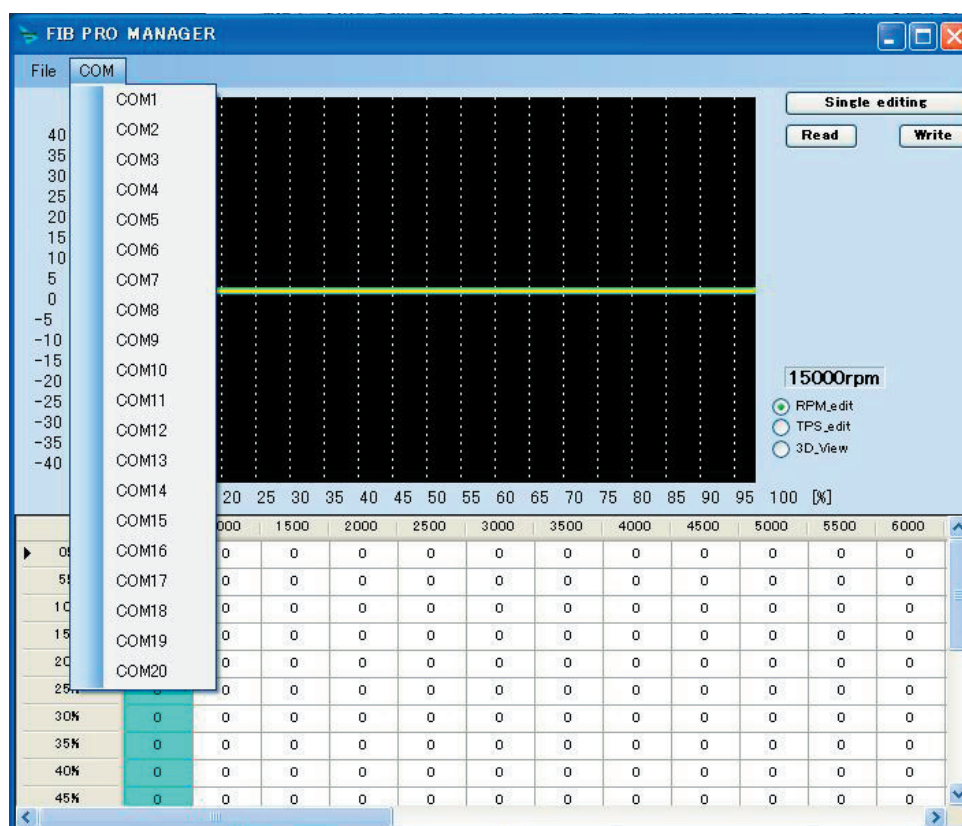 FIB PRO MANAGER
File COM
COM1
COM2
COM3
COM4
COM5
COM6
COM7
COM8
COM9
COM10
COM11
COM12
COM13
COM14
COM15
COM16
COM17
COM18
COM19
COM20
40
35
30
25
20
15
10
5
0
-5
-10
-15
-20
-25
-30
-35
-40
Single editing
Read Write
15000rpm
RPM_edit
TPS_edit
3D_View
20 25 30 35 40 45 50 55 60 65 70 75 80 85 90 95 100 [%]
000 1500 2000 2500 3000 3500 4000 4500 5000 5500 6000
0 0 0 0 0 0 0 0 0 0 0
0 0 0 0 0 0 0 0 0 0 0
0 0 0 0 0 0 0 0 0 0 0
15 0 0 0 0 0 0 0 0 0 0 0
0 0 0 0 0 0 0 0 0 0 0
25% 0 0 0 0 0 0 0 0 0 0 0 0
30% 0 0 0 0 0 0 0 0 0 0 0 0
35% 0 0 0 0 0 0 0 0 0 0 0 0
40% 0 0 0 0 0 0 0 0 0 0 0 0
45% 0 0 0 0 0 0 0 0 0 0 0 0